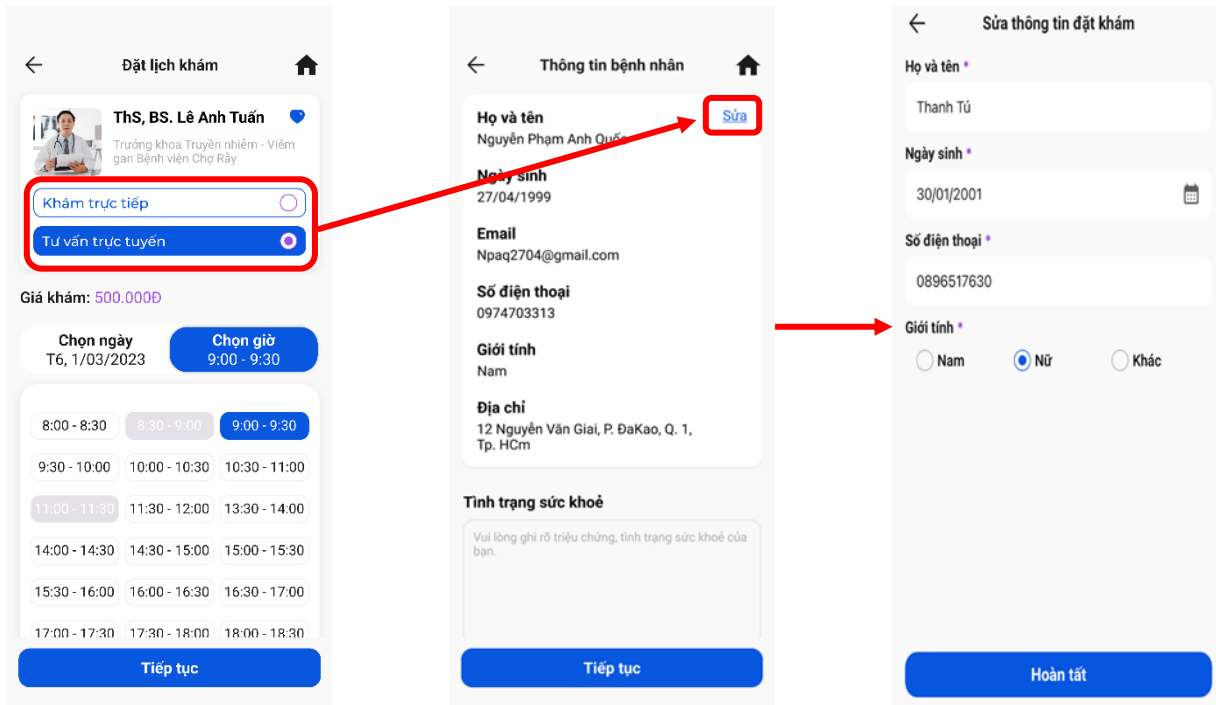 Đặt lịch khám
ThS, BS. Lê Anh Tuấn
Trưởng khoa Truyền nhiễm - Viêm
gan Bệnh viện Chợ Rẫy
Khám trực tiếp
Tư vấn trực tuyến
Giá khám: 500.000Đ
Chọn ngày
T6, 1/03/2023
Chọn giờ
9:00 - 9:30
8:00 - 8:30
8:30 - 9:00
9:00 - 9:30
9:30 - 10:00
10:00 - 10:30
10:30 - 11:00
11:00 - 11:30
11:30 - 12:00
13:30 - 14:00
14:00 - 14:30
14:30 - 15:00
15:00 - 15:30
15:30 - 16:00
16:00 - 16:30
16:30 - 17:00
17:00 - 17:30
17:30 - 18:00
18:00 - 18:30
Tiếp tục
Thông tin bệnh nhân
Họ và tên
Sửa
Nguyễn Phạm Anh Quốc
Ngày sinh
27/04/1999
Email
Npaq2704@gmail.com
Số điện thoại
0974703313
Giới tính
Nam
Địa chỉ
12 Nguyễn Văn Giai, P. ĐaKao, Q. 1,
Tp. HCm
Tình trạng sức khoẻ
Vui lòng ghi rõ triệu chứng, tình trạng sức khoẻ của
bạn.
Tiếp tục
Sửa thông tin đặt khám
Họ và tên *
Thanh Tú
Ngày sinh *
30/01/2001
Số điện thoại *
0896517630
Giới tính *
Nam
Nữ
Khác
Hoàn tất